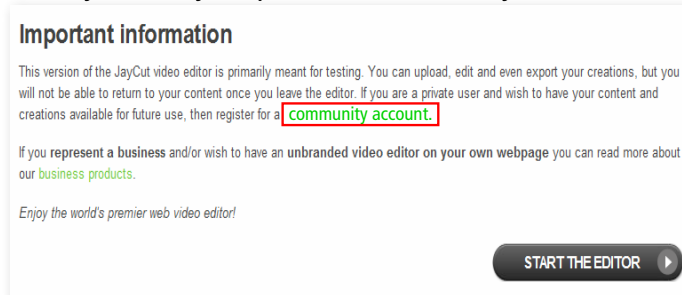 Important information
This version of the JayCut video editor is primarily meant for testing. You can upload, edit and even export your creations, but you
will not be able to return to your content once you leave the editor. If you are a private user and wish to have your content and
creations available for future use, then register for a community account.
If you represent a business and/or wish to have an unbranded video editor on your own webpage you can read more about
our business products.
Enjoy the world's premier web video editor!
START THE EDITOR